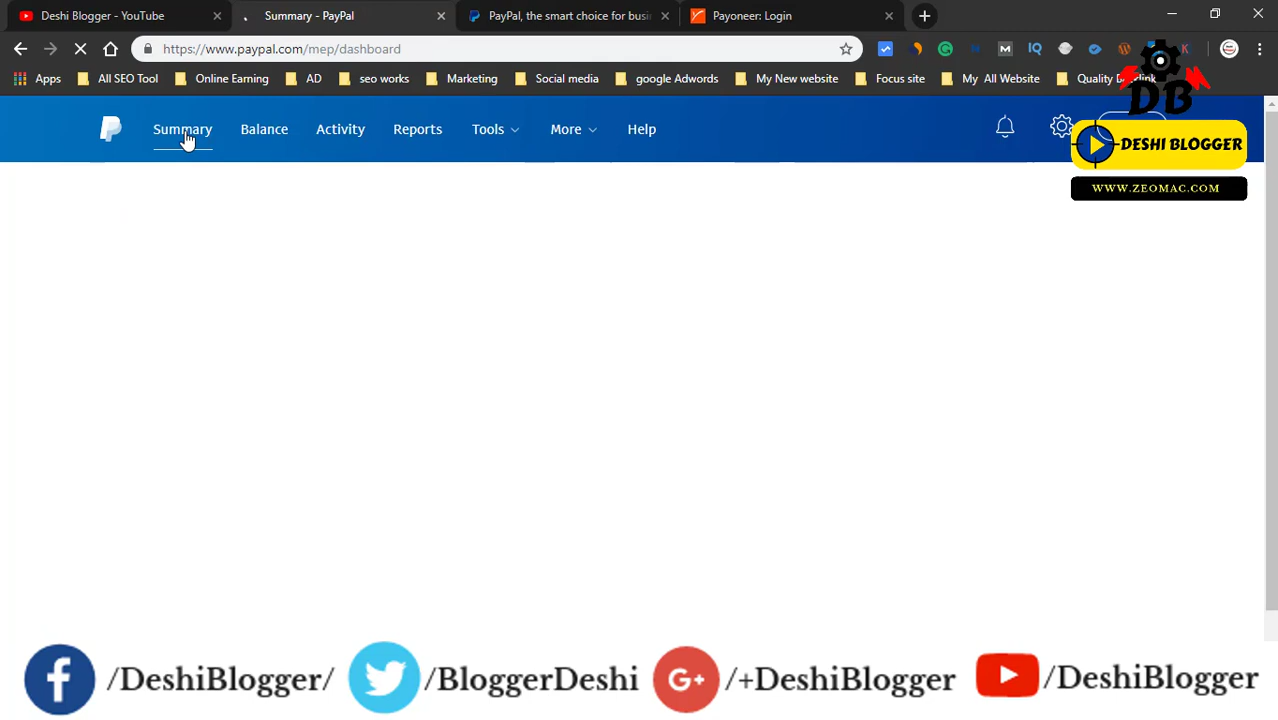 Deshi Blogger - YouTube
Summary - PayPal
PayPal, the smart choice for busi
Payoneer: Login
https://www.paypal.com/mep/dashboard
Apps
All SEO Tool
Online Earning
AD
seo works
Marketing
Social media
google Adwords
My New website
Focus site
My All Website
Quality Backlink
DB
Summary
Balance
Activity
Reports
Tools
More
Help
DESHI BLOGGER
WWW.ZEOMAC.COM
/DeshiBlogger/
/BloggerDeshi
/+DeshiBlogger
/DeshiBlogger